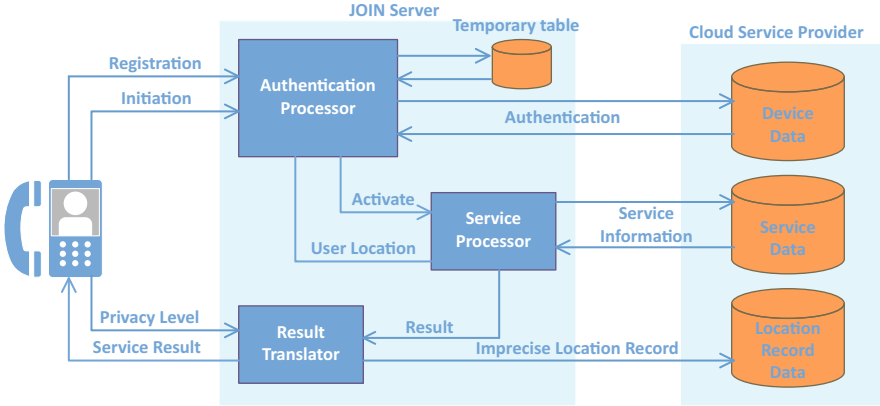 JOIN Server
Temporary table
Cloud Service Provider
Registration
Initiation
Authentication
Processor
Authentication
Device
Data
Activate
User Location
Service
Processor
Service
Information
Service
Data
Privacy Level
Service Result
Result
Translator
Result
Imprecise Location Record
Location
Record
Data